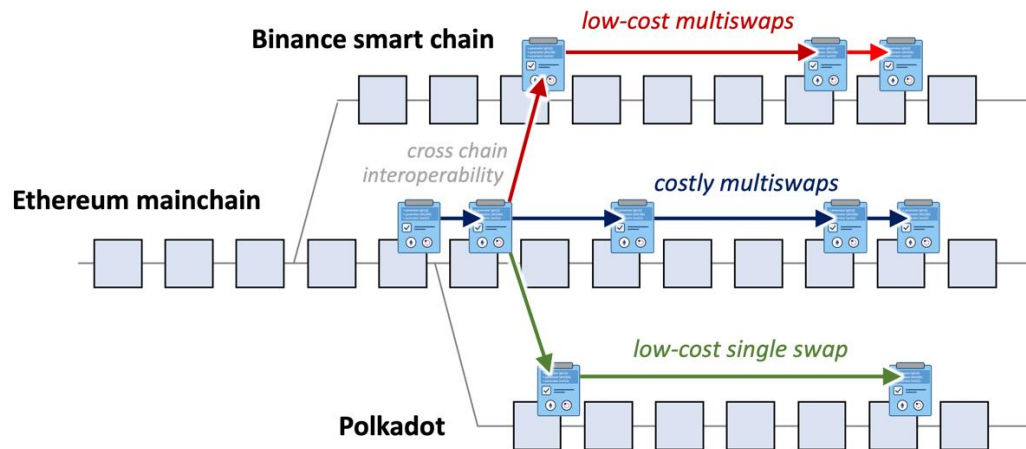 low-cost multiswaps
Binance smart chain
cross chain
interoperability
costly multiswaps
Ethereum mainchain
low-cost single swap
Polkadot